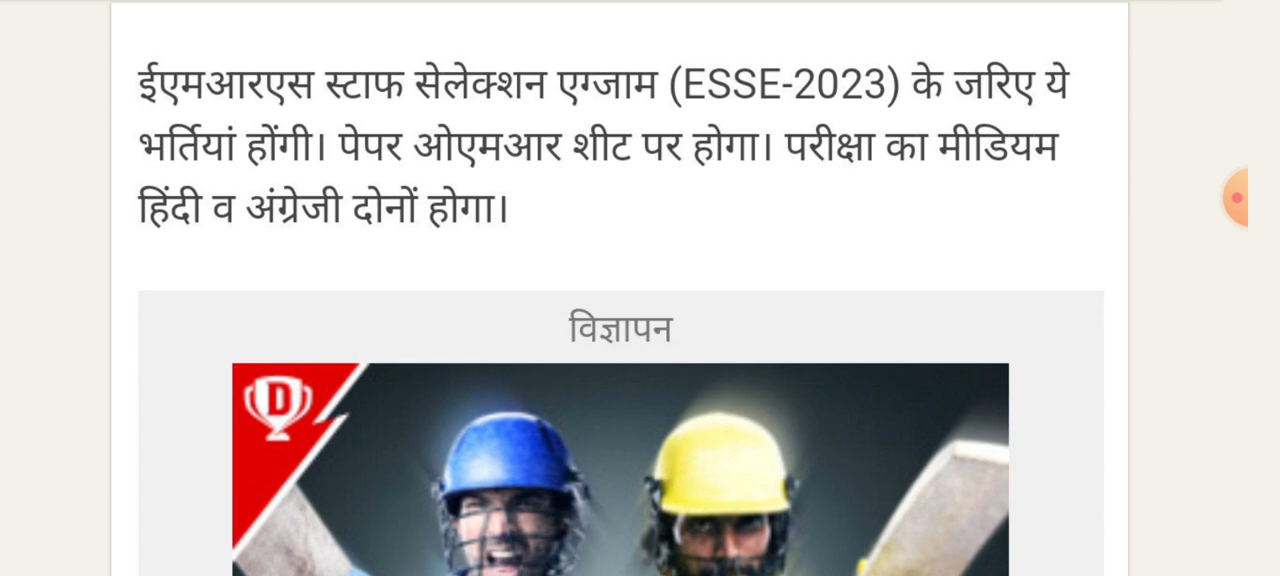 ईएमआरएस स्टाफ सेलेक्शन एग्जाम (ESSE-2023) के जरिए ये
भर्तियां होंगी। पेपर ओएमआर शीट पर होगा। परीक्षा का मीडियम
हिंदी व अंग्रेजी दोनों होगा।
विज्ञापन
D